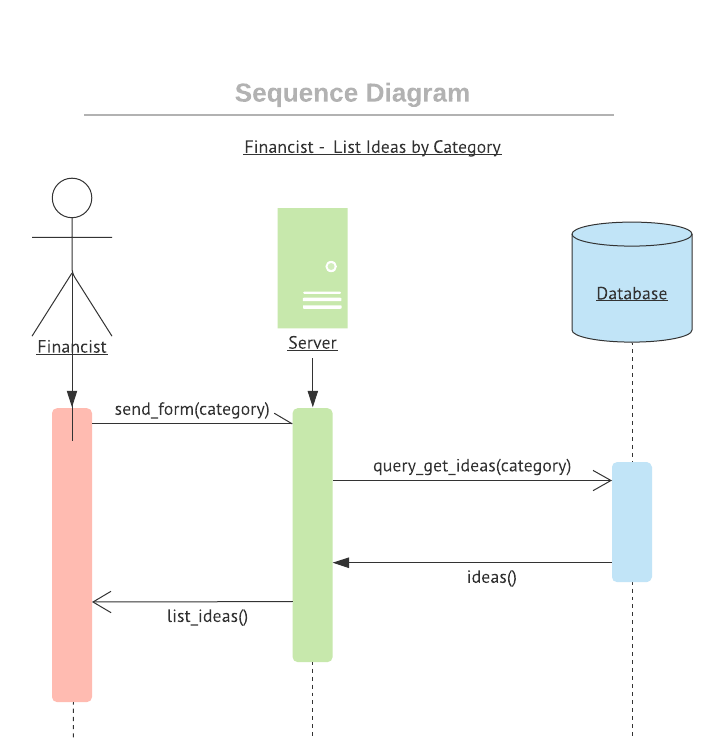 Sequence Diagram
Financist - List Ideas by Category
Database
Financist
Server
send_form(category)
query_get_ideas(category)
ideas()
list_ideas()